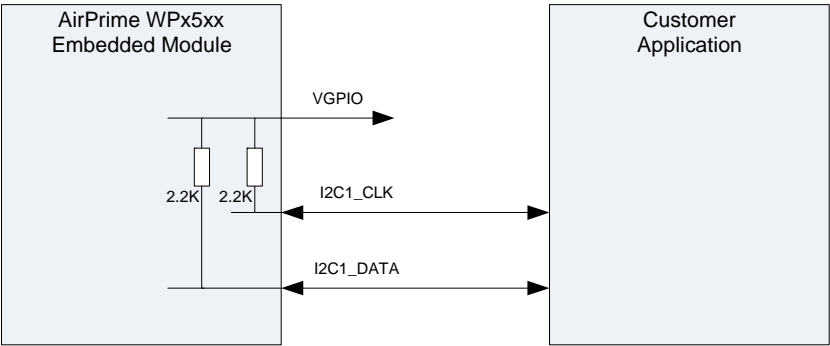 AirPrime WPx5xx
Embedded Module
Customer
Application
VGPIO
2.2K
2.2K
I2C1_CLK
I2C1_DATA